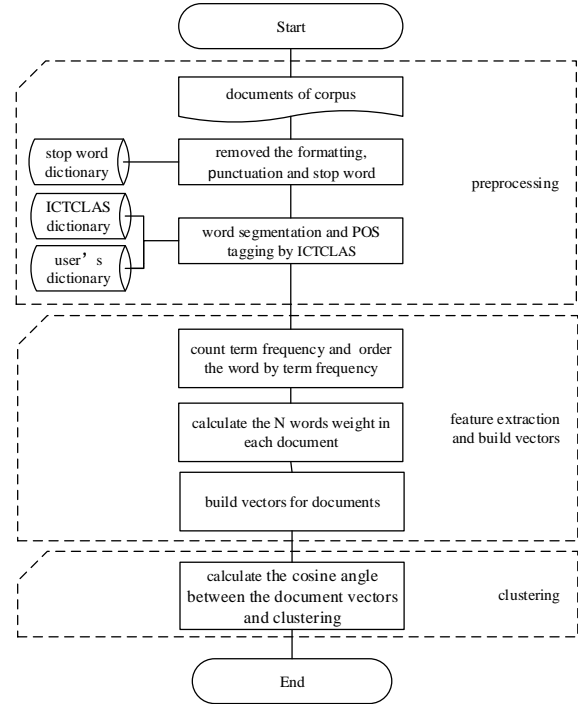 Start
documents of corpus
stop word
dictionary
removed the formatting,
punctuation and stop word
preprocessing
ICTCLAS
dictionary
user’s
dictionary
word segmentation and POS
tagging by ICTCLAS
count term frequency and order
the word by term frequency
calculate the N words weight in
each document
feature extraction
and build vectors
build vectors for documents
calculate the cosine angle
between the document vectors
and clustering
clustering
End